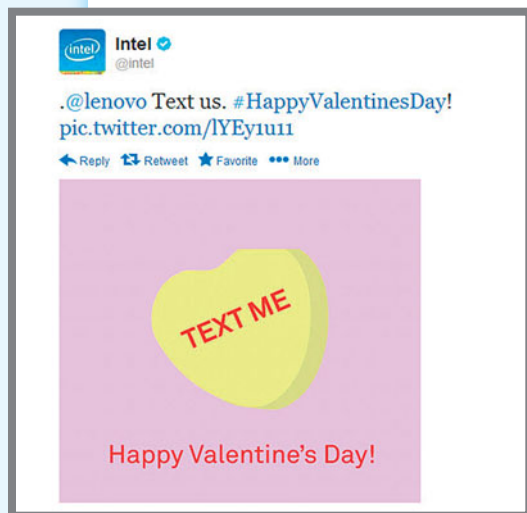 intel
Intel
@intel
.@lenovo Text us. #HappyValentinesDay!
pic.twitter.com/lYEy1u11
Reply Retweet Favorite More
TEXT ME
Happy Valentine's Day!